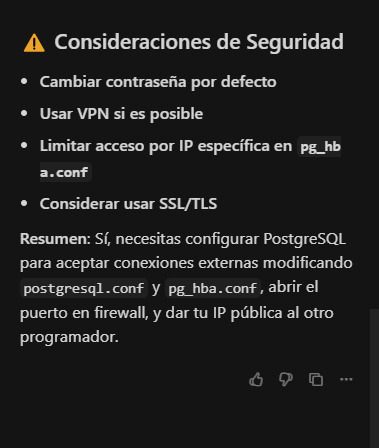 ⚠ Consideraciones de Seguridad
• Cambiar contraseña por defecto
• Usar VPN si es posible
• Limitar acceso por IP específica en pg_hb
a.conf
• Considerar usar SSL/TLS
Resumen: Sí, necesitas configurar PostgreSQL
para aceptar conexiones externas modificando
postgresql.conf y pg_hba.conf, abrir el
puerto en firewall, y dar tu IP pública al otro
programador.